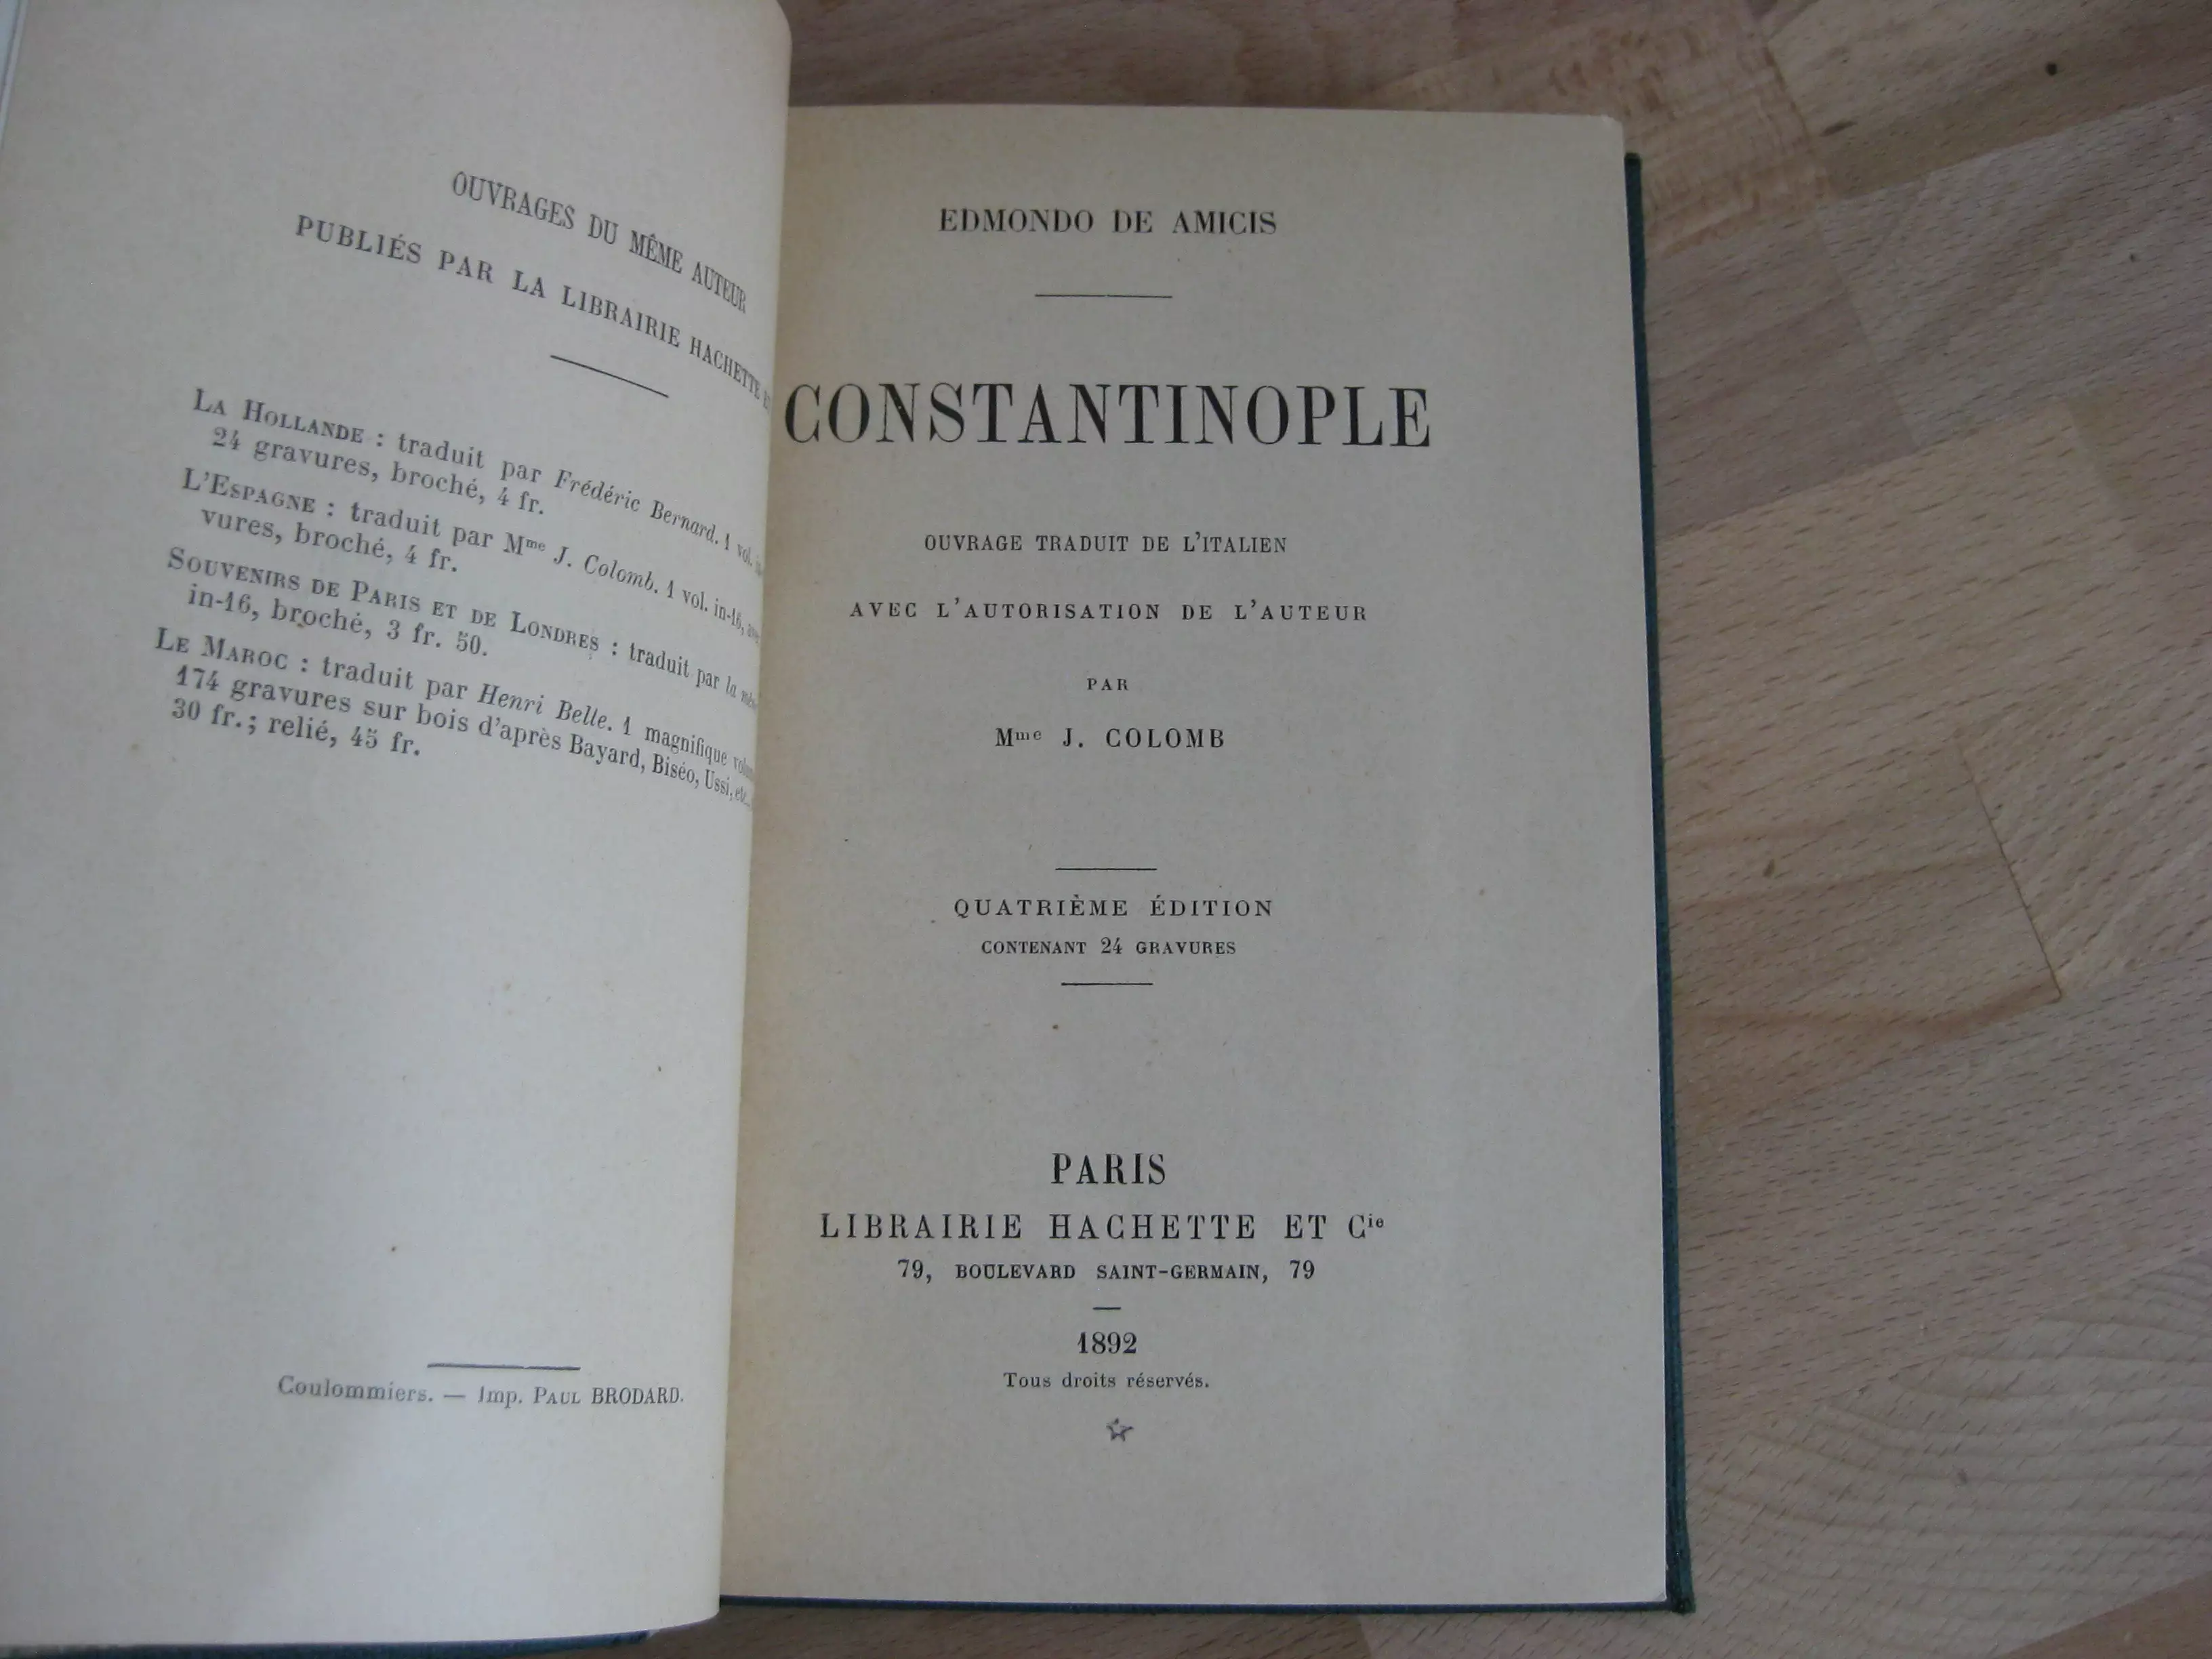 OUVRAGES DU MÊME AUTEUR
PUBLIÉS PAR LA LIBRAIRIE HACHETTE
LA HOLLANDE : traduit par Frédéric Bernard. 1 vol.
24 gravures, broché, 4 fr.
L'ESPAGNE : traduit par Mme J. Colomb. 1 vol. in-16,
vures, broché, 4 fr.
SOUVENIRS DE PARIS ET DE LONDRES : traduit par la
in-16, broché, 3 fr. 50.
LE MAROC : traduit par Henri Belle. 1 magnifique
174 gravures sur bois d'après Bayard, Biséo, Ussi, etc.
30 fr.; relié, 45 fr.
Coulommiers. — Imp. PAUL BRODARD.
EDMONDO DE AMICIS
CONSTANTINOPLE
OUVRAGE TRADUIT DE L'ITALIEN
AVEC L'AUTORISATION DE L'AUTEUR
PAR
Mme J. COLOMB
QUATRIÈME ÉDITION
CONTENANT 24 GRAVURES
PARIS
LIBRAIRIE HACHETTE ET Cie
79, BOULEVARD SAINT-GERMAIN, 79
1892
Tous droits réservés.